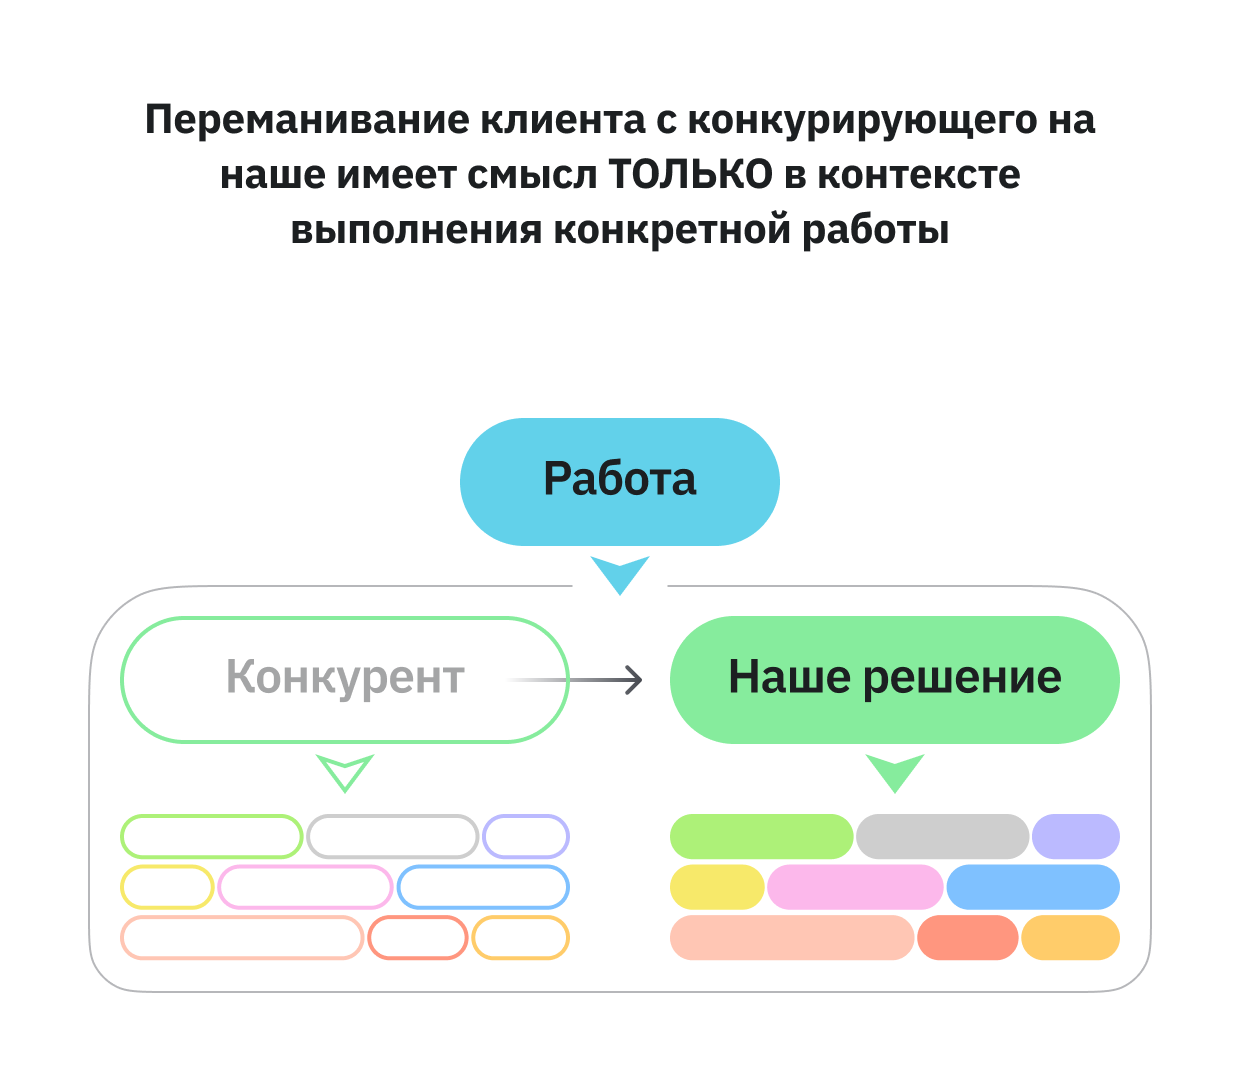 Переманивание клиента с конкурирующего на
наше имеет смысл ТОЛЬКО в контексте
выполнения конкретной работы
Работа
Конкурент
Наше решение